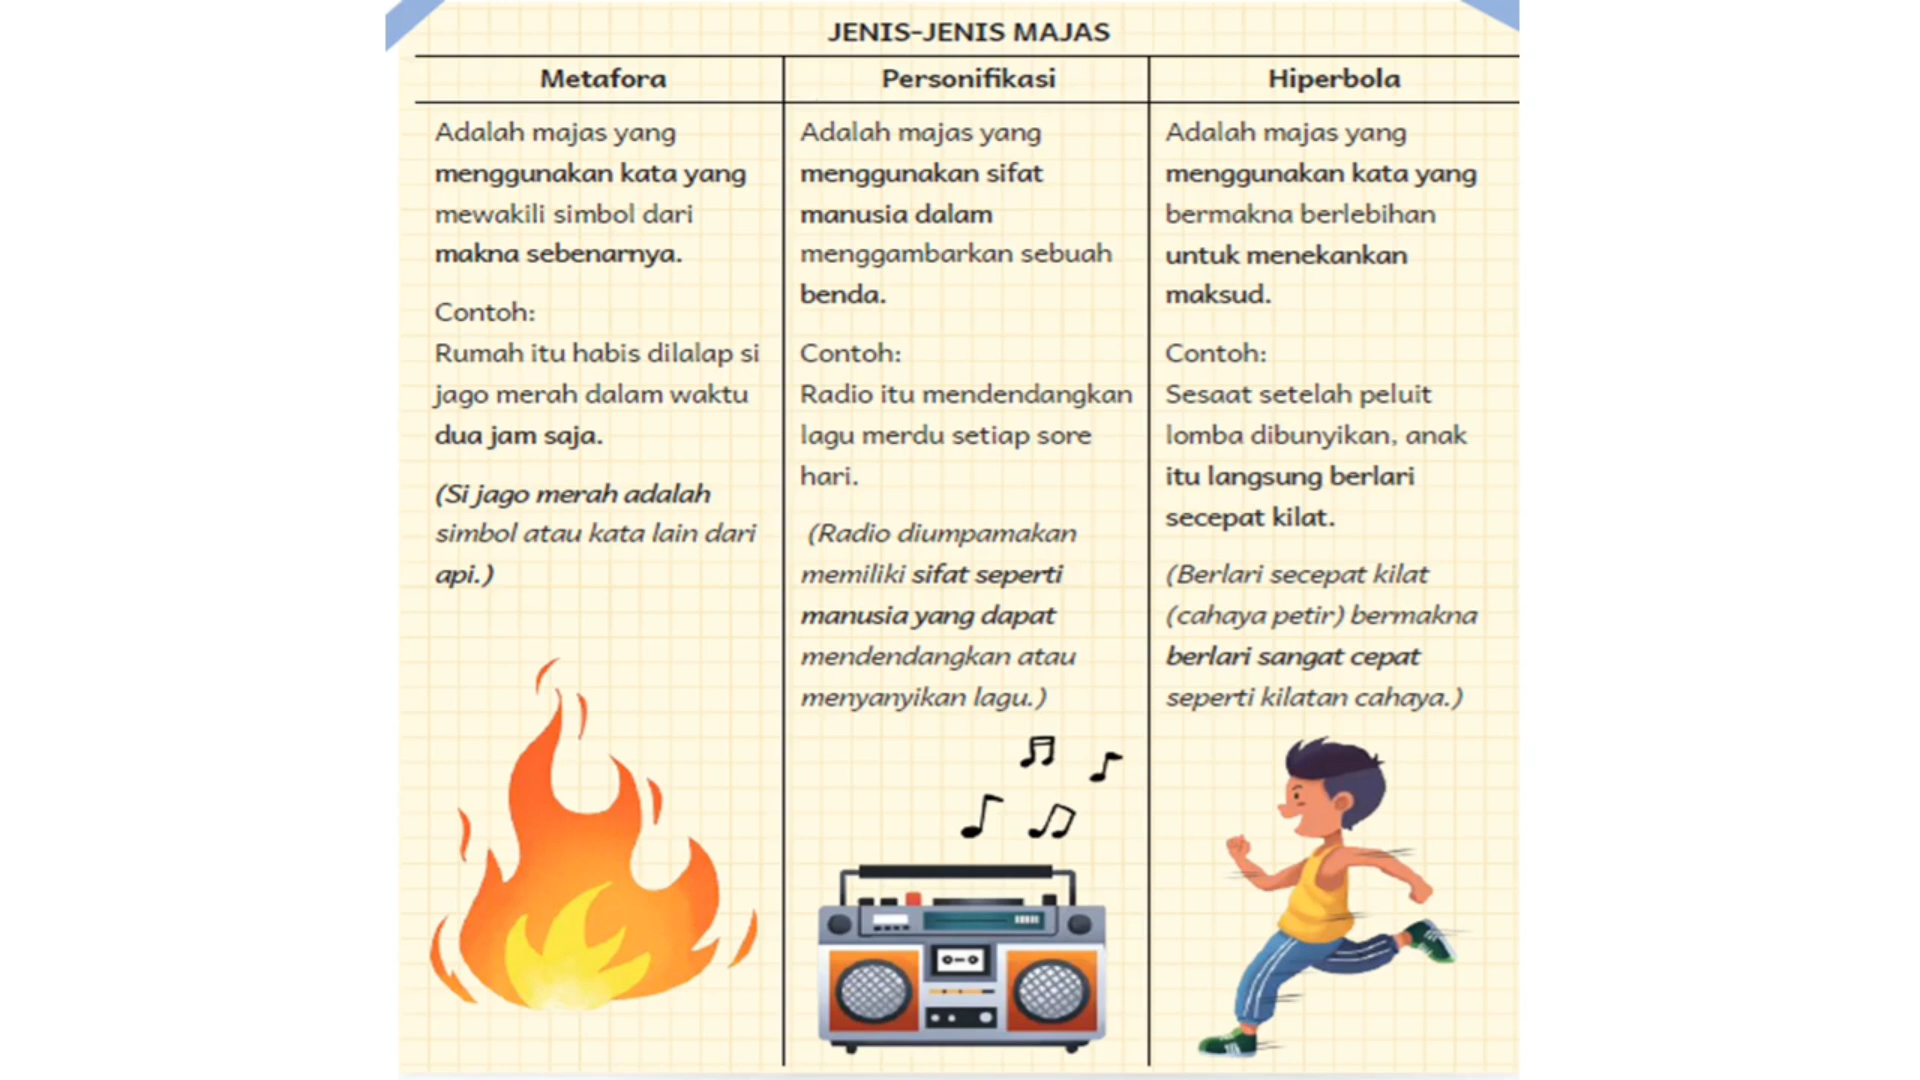 JENIS-JENIS MAJAS
Metafora
Adalah majas yang
menggunakan kata yang
mewakili simbol dari
makna sebenarnya.
Contoh:
Rumah itu habis dilalap si
jago merah dalam waktu
dua jam saja.
(Si jago merah adalah
simbol atau kata lain dari
api.)
Personifikasi
Adalah majas yang
menggunakan sifat
manusia dalam
menggambarkan sebuah
benda.
Contoh:
Radio itu mendendangkan
lagu merdu setiap sore
hari.
(Radio diumpamakan
memiliki sifat seperti
manusia yang dapat
mendendangkan atau
menyanyikan lagu.)
Hiperbola
Adalah majas yang
menggunakan kata yang
bermakna berlebihan
untuk menekankan
maksud.
Contoh:
Sesaat setelah peluit
lomba dibunyikan, anak
itu langsung berlari
secepat kilat.
(Berlari secepat kilat
(cahaya petir) bermakna
berlari sangat cepat
seperti kilatan cahaya.)